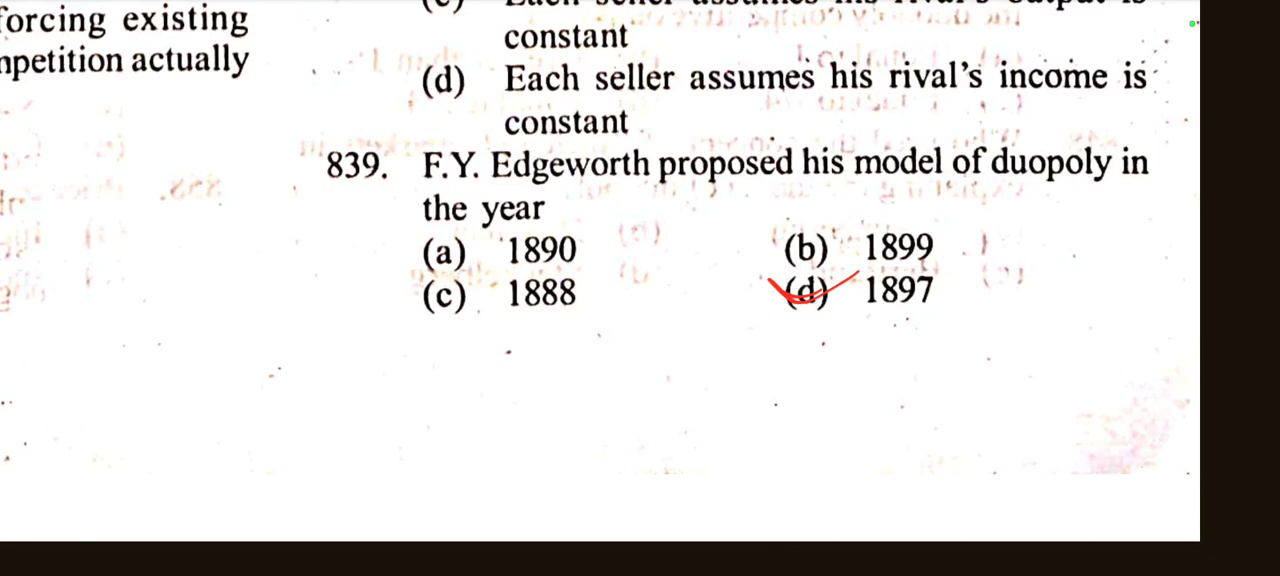 forcing existing
mpetition actually
constant
(d) Each seller assumes his rival's income is
constant
839. F.Y. Edgeworth proposed his model of duopoly in
the year
(a) 1890 (b) 1899
(c) 1888 (d) 1897